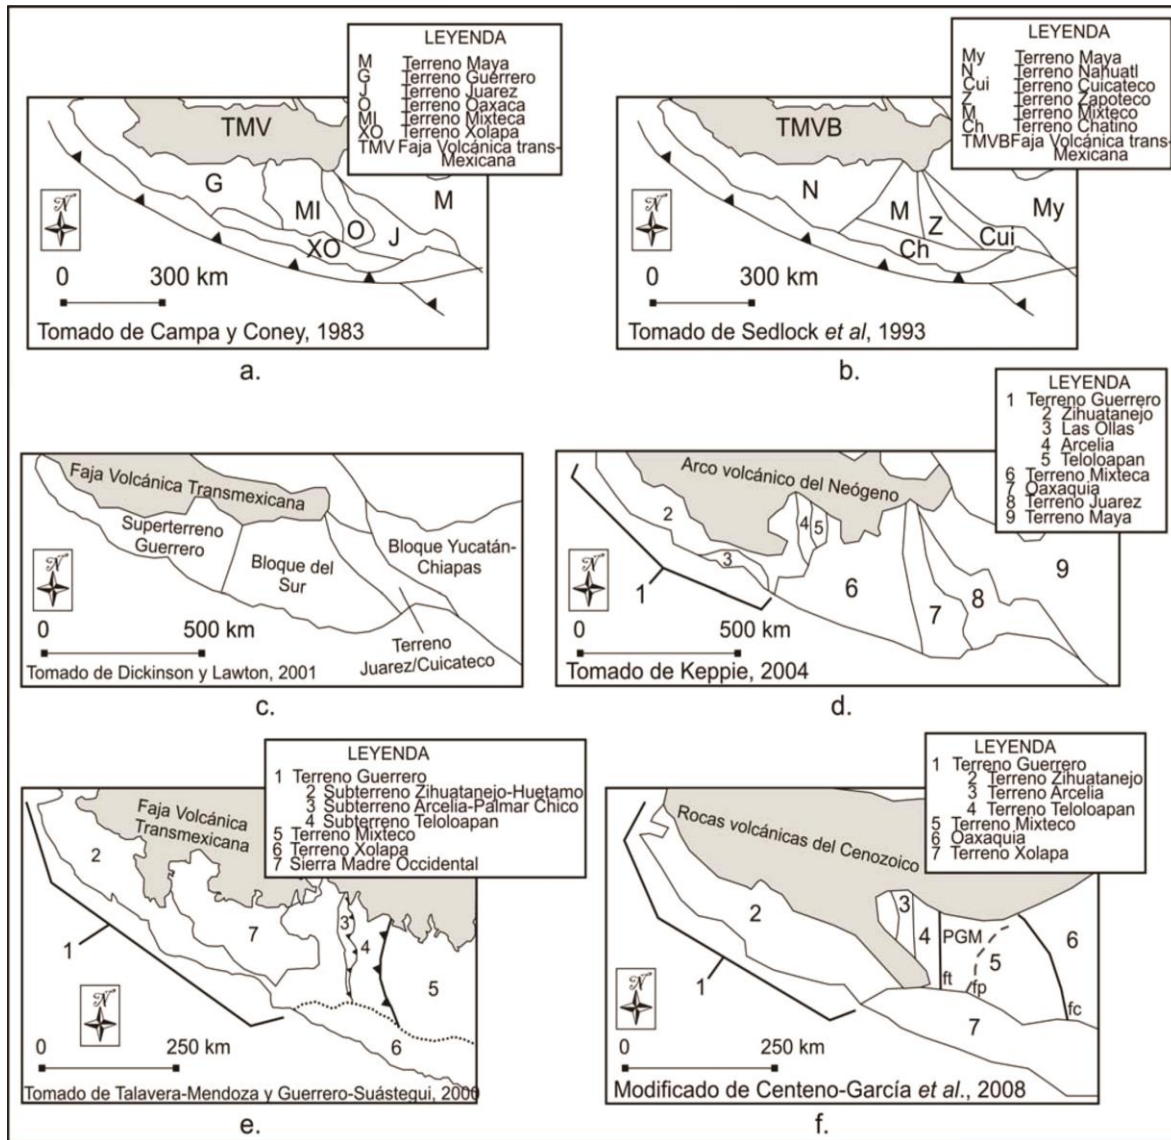 LEYENDA
M Terreno Maya
G Terreno Guerrero
J Terreno Juarez
O Terreno Oaxaca
MI Terreno Mixteca
XO Terreno Xolapa
TMV Faja Volcánica trans-
Mexicana
TMV
G
MI
O
J
M
XO
N
0 300 km
Tomado de Campa y Coney, 1983
a.
LEYENDA
My Terreno Maya
N Terreno Nahuatl
Cui Terreno Cuicateco
Z Terreno Zapoteco
M Terreno Mixteco
Ch Terreno Chatino
TMVB Faja Volcánica trans-
Mexicana
TMVB
N
M
Z
Cui
My
Ch
N
0 300 km
Tomado de Sedlock et al, 1993
b.
Faja Volcánica Transmexicana
Superterreno
Guerrero
Bloque del
Sur
Bloque Yucatán-
Chiapas
Terreno
Juarez/Cuicateco
N
0 500 km
Tomado de Dickinson y Lawton, 2001
c.
LEYENDA
1 Terreno Guerrero
2 Zihuatanejo
3 Las Ollas
4 Arcelia
5 Teloloapan
6 Terreno Mixteca
7 Oaxaquia
8 Terreno Juarez
9 Terreno Maya
Arco volcánico del Neógeno
2
4
5
3
1
6
7
8
9
N
0 500 km
Tomado de Keppie, 2004
d.
LEYENDA
1 Terreno Guerrero
2 Subterreno Zihuatanejo-Huetamo
3 Subterreno Arcelia-Palmar Chico
4 Subterreno Teloloapan
5 Terreno Mixteco
6 Terreno Xolapa
7 Sierra Madre Occidental
Faja Volcánica
Transmexicana
2
7
3
4
5
1
6
N
0 250 km
Tomado de Talavera-Mendoza y Guerrero-Suástegui, 2000
e.
LEYENDA
1 Terreno Guerrero
2 Terreno Zihuatanejo
3 Terreno Arcelia
4 Terreno Teloloapan
5 Terreno Mixteco
6 Oaxaquia
7 Terreno Xolapa
Rocas volcánicas del Cenozoico
2
3
4
PGM
5
6
ft
fp
fc
1
7
N
0 250 km
Modificado de Centeno-García et al., 2008
f.